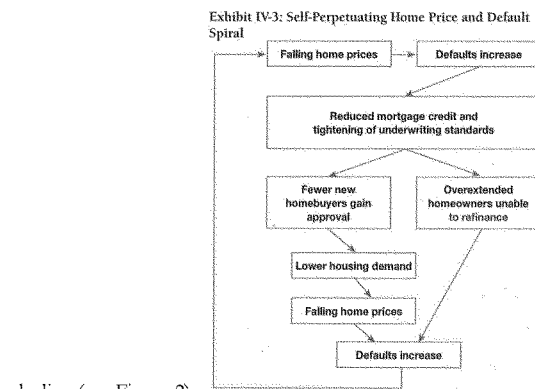 Exhibit IV-3: Self-Perpetuating Home Price and Default
Spiral
Falling home prices
Defaults increase
Reduced mortgage credit and
tightening of underwriting standards
Fewer new
homebuyers gain
approval
Overextended
homeowners unable
to refinance
Lower housing demand
Falling home prices
Defaults increase